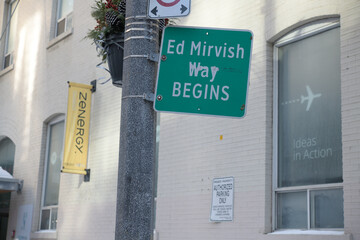 Ed Mirvish
Way
BEGINS
ZENERGY
Ideas
in Action
AUTHORIZED
PARKING
ONLY